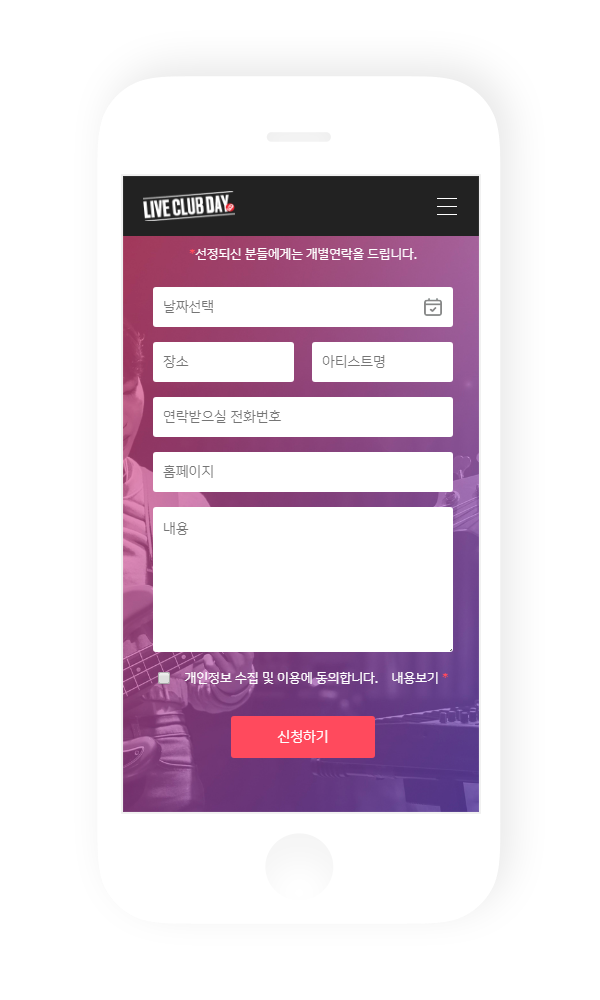 LIVE CLUB DAY
*선정되신 분들에게는 개별연락을 드립니다.
날짜선택
장소 아티스트명
연락받으실 전화번호
홈페이지
내용
개인정보 수집 및 이용에 동의합니다. 내용보기 *
신청하기